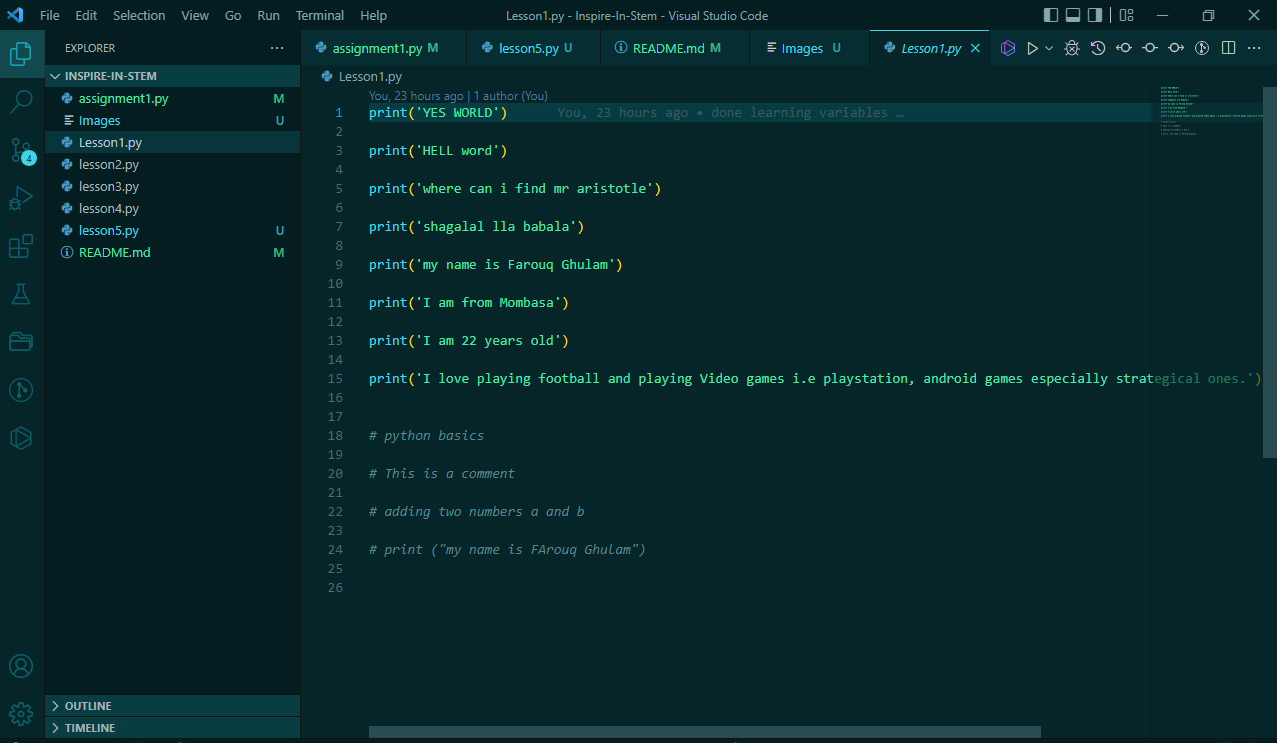 File Edit Selection View Go Run Terminal Help Lesson1.py - Inspire-In-Stem - Visual Studio Code
EXPLORER
assignment1.py M lesson5.py U README.md M Images U Lesson1.py
INSPIRE-IN-STEM
assignment1.py M
Images U
Lesson1.py
lesson2.py
lesson3.py
lesson4.py
lesson5.py U
README.md M
4
OUTLINE
TIMELINE
Lesson1.py
You, 23 hours ago | 1 author (You)
1 print('YES WORLD') You, 23 hours ago • done learning variables …
2
3 print('HELL word')
4
5 print('where can i find mr aristotle')
6
7 print('shagalal lla babala')
8
9 print('my name is Farouq Ghulam')
10
11 print('I am from Mombasa')
12
13 print('I am 22 years old')
14
15 print('I love playing football and playing Video games i.e playstation, android games especially strategical ones.')
16
17
18 # python basics
19
20 # This is a comment
21
22 # adding two numbers a and b
23
24 # print ("my name is FArouq Ghulam")
25
26